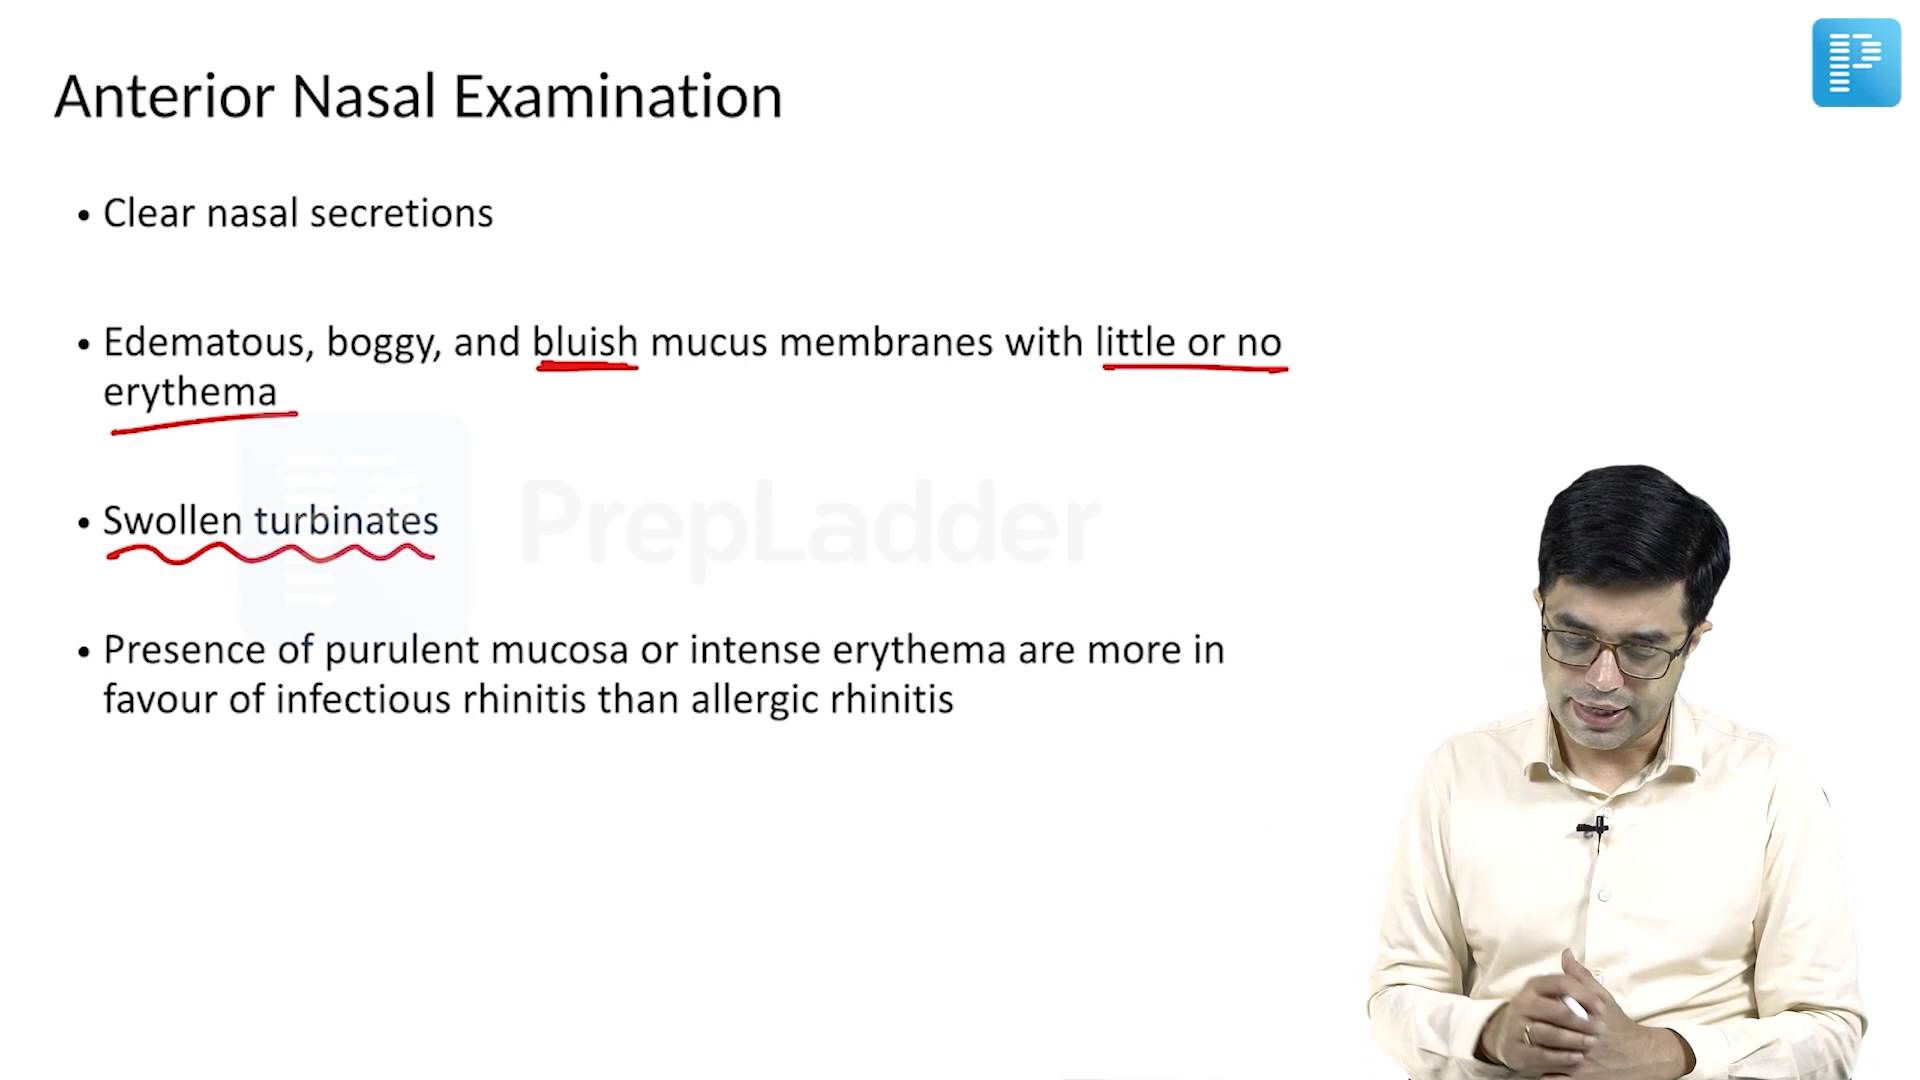 Anterior Nasal Examination
• Clear nasal secretions
• Edematous, boggy, and bluish mucus membranes with little or no
erythema
• Swollen turbinates
PrepLadder
• Presence of purulent mucosa or intense erythema are more in
favour of infectious rhinitis than allergic rhinitis